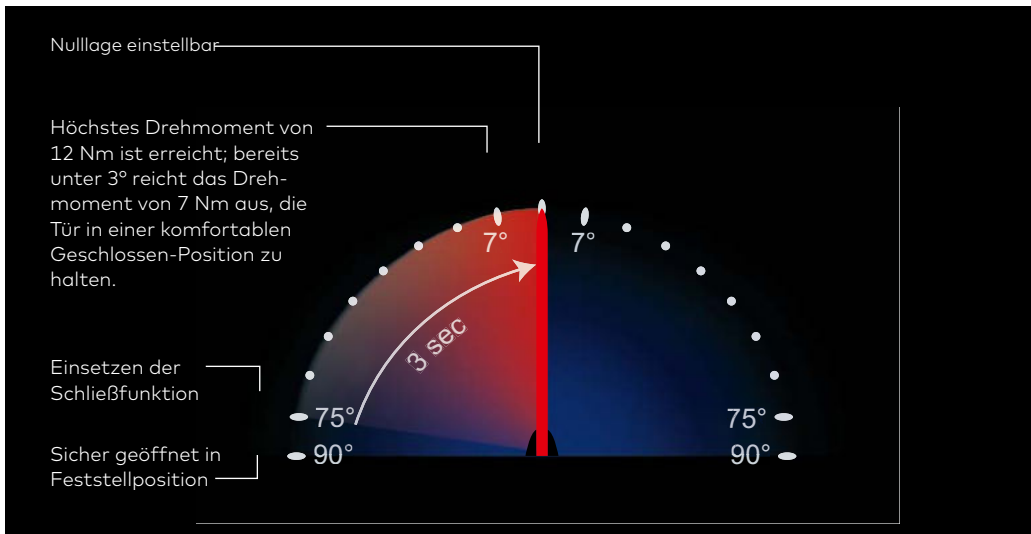 Nulllage einstellbar
Höchstes Drehmoment von
12 Nm ist erreicht; bereits
unter 3° reicht das Dreh-
moment von 7 Nm aus, die
Tür in einer komfortablen
Geschlossen-Position zu
halten.
7°
7°
3 sec
Einsetzen der
Schließfunktion
75°
75°
Sicher geöffnet in
Feststellposition
90°
90°